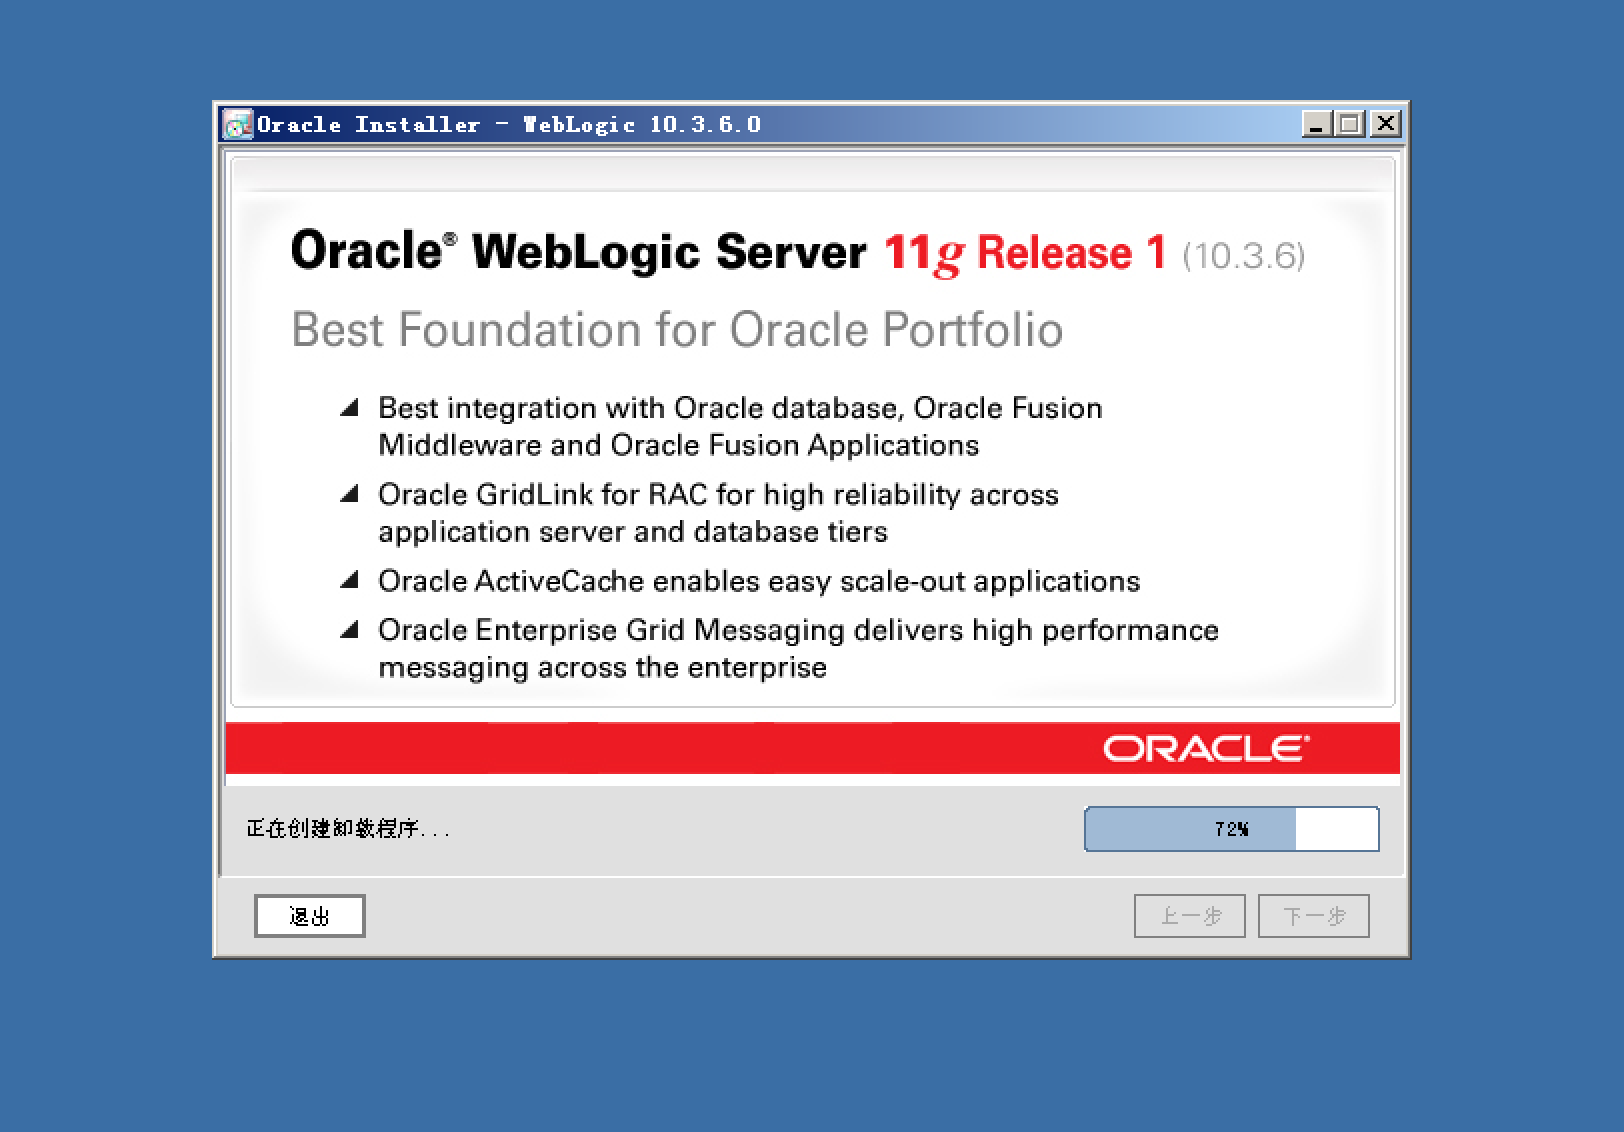 Oracle Installer - WebLogic 10.3.6.0
Oracle® WebLogic Server 11g Release 1 (10.3.6)
Best Foundation for Oracle Portfolio
Best integration with Oracle database, Oracle Fusion
Middleware and Oracle Fusion Applications
Oracle GridLink for RAC for high reliability across
application server and database tiers
Oracle ActiveCache enables easy scale-out applications
Oracle Enterprise Grid Messaging delivers high performance
messaging across the enterprise
ORACLE®
正在创建卸载程序...
72%
退出
上一步
下一步